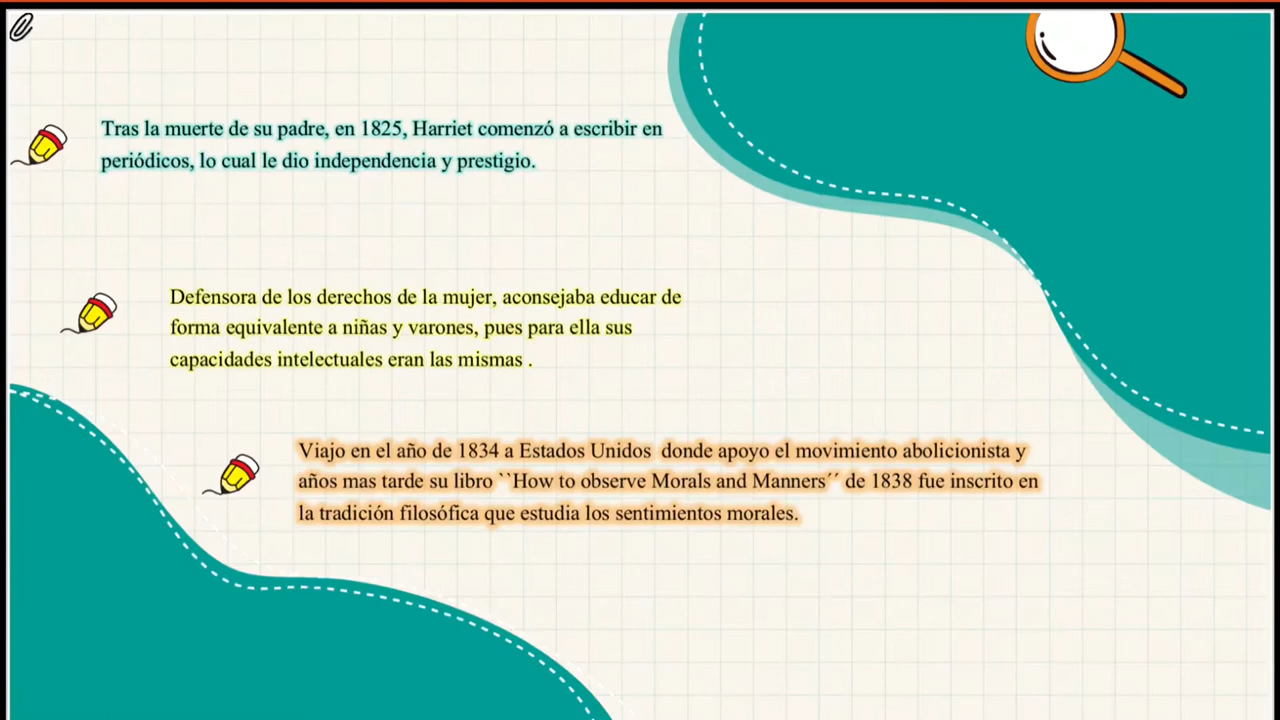 Tras la muerte de su padre, en 1825, Harriet comenzó a escribir en
periódicos, lo cual le dio independencia y prestigio.
Defensora de los derechos de la mujer, aconsejaba educar de
forma equivalente a niñas y varones, pues para ella sus
capacidades intelectuales eran las mismas .
Viajo en el año de 1834 a Estados Unidos  donde apoyo el movimiento abolicionista y
años mas tarde su libro ``How to observe Morals and Manners´´ de 1838 fue inscrito en
la tradición filosófica que estudia los sentimientos morales.